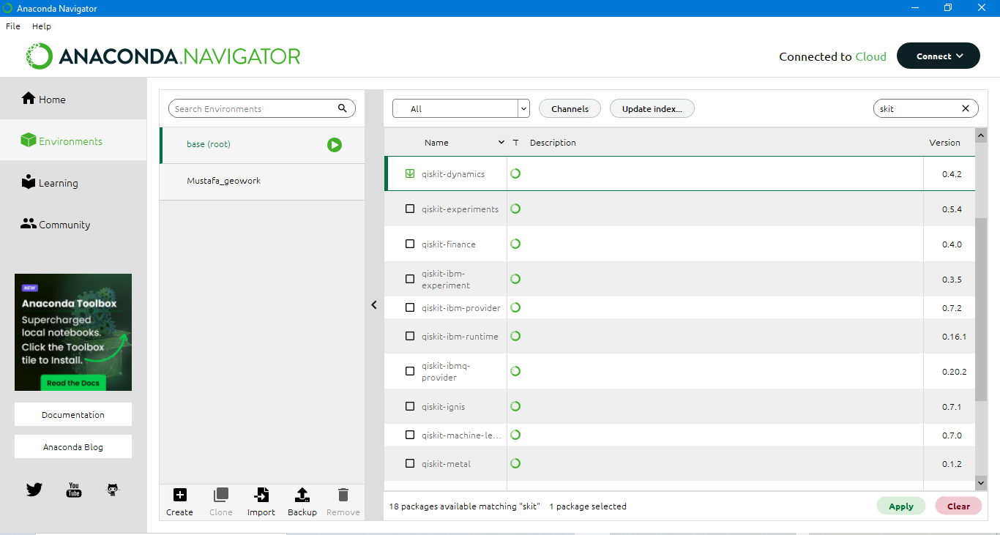 Anaconda Navigator
File Help
ANACONDA.NAVIGATOR
Connected to Cloud
Connect
Home
Environments
Learning
Community
NEW
Anaconda Toolbox
Supercharged
local notebooks.
Click the Toolbox
tile to Install.
Read the Docs
Documentation
Anaconda Blog
You
Tube
Search Environments
base (root)
Mustafa_geowork
Create Clone Import Backup Remove
All Channels Update index... skit
Name T Description Version
qiskit-dynamics 0.4.2
qiskit-experiments 0.5.4
qiskit-finance 0.4.0
qiskit-ibm-
experiment 0.3.5
qiskit-ibm-provider 0.7.2
qiskit-ibm-runtime 0.16.1
qiskit-ibmq-
provider 0.20.2
qiskit-ignis 0.7.1
qiskit-machine-le... 0.7.0
qiskit-metal 0.1.2
18 packages available matching "skit" 1 package selected
Apply Clear